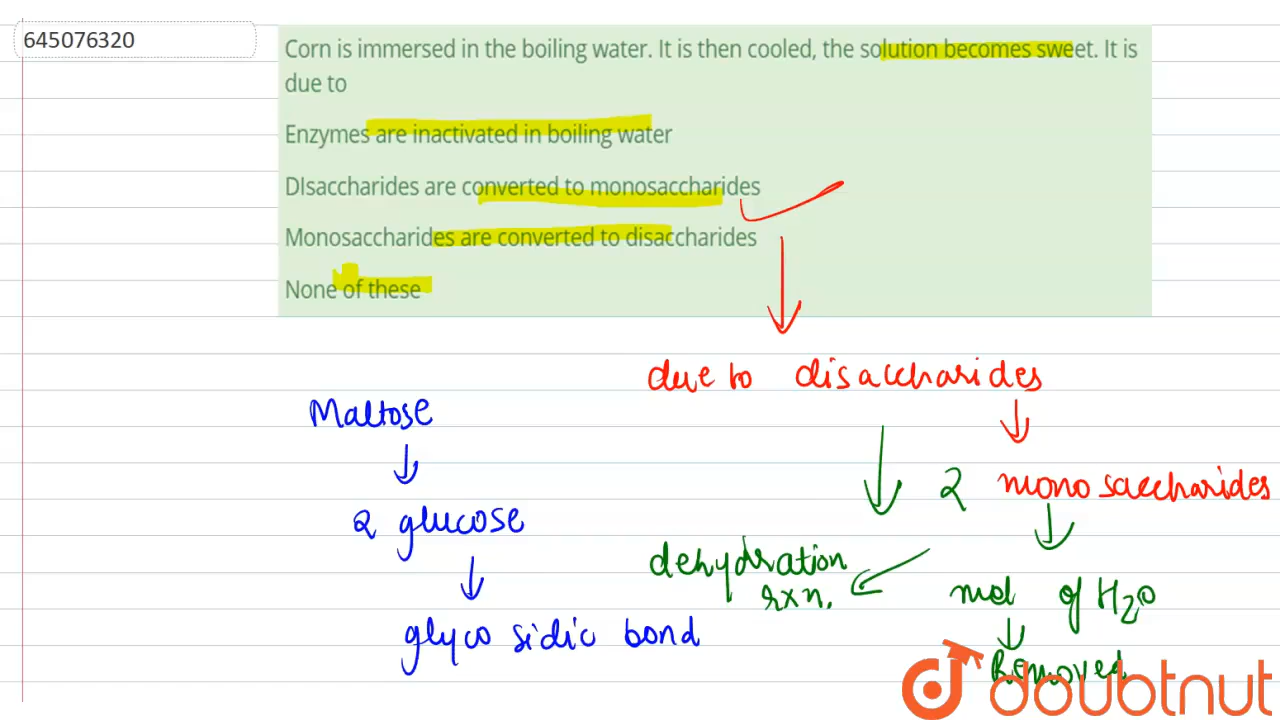 645076320
Corn is immersed in the boiling water. It is then cooled, the solution becomes sweet. It is
due to
Enzymes are inactivated in boiling water
DIsaccharides are converted to monosaccharides
Monosaccharides are converted to disaccharides
None of these
due to disaccharides
Maltose
2 monosaccharides
2 glucose
dehydration
rxn.
mol of H2O
glyco sidic bond
Removed
doubtnut